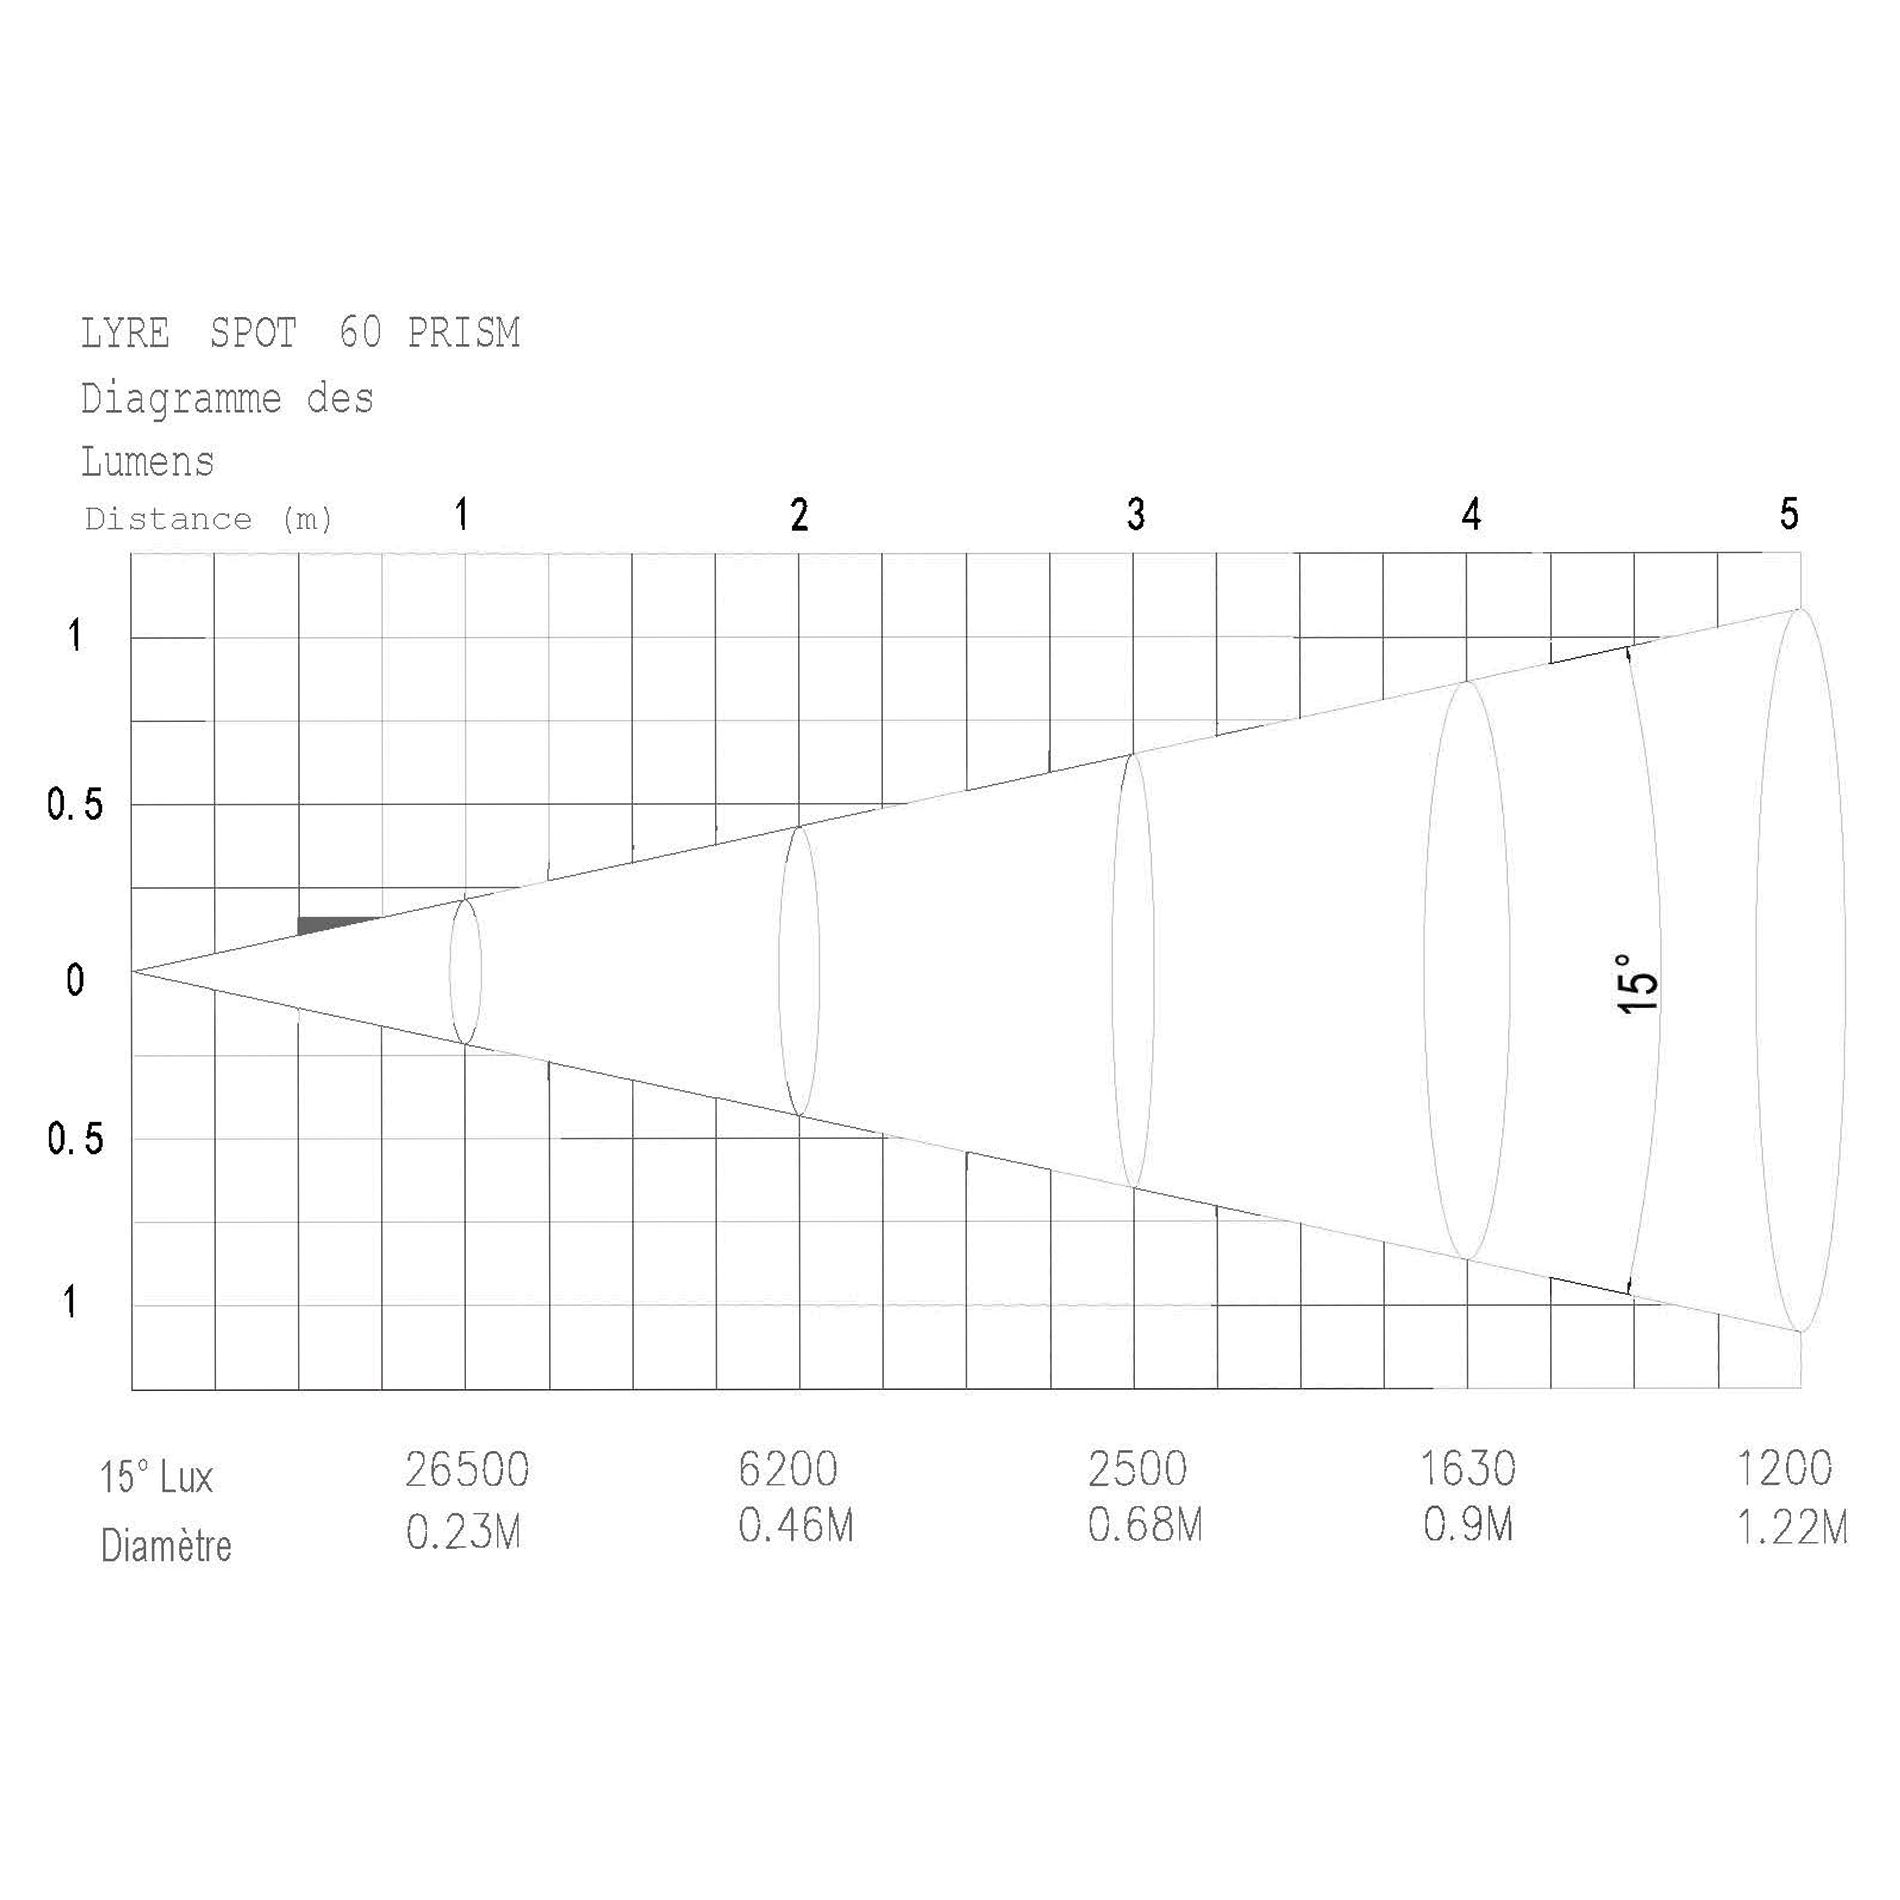 LYRE SPOT 60 PRISM
Diagramme des
Lumens
Distance (m) 1 2 3 4 5
1
0.5
0
0.5
1
15°
15° Lux 26500 6200 2500 1630 1200
Diamètre 0.23M 0.46M 0.68M 0.9M 1.22M